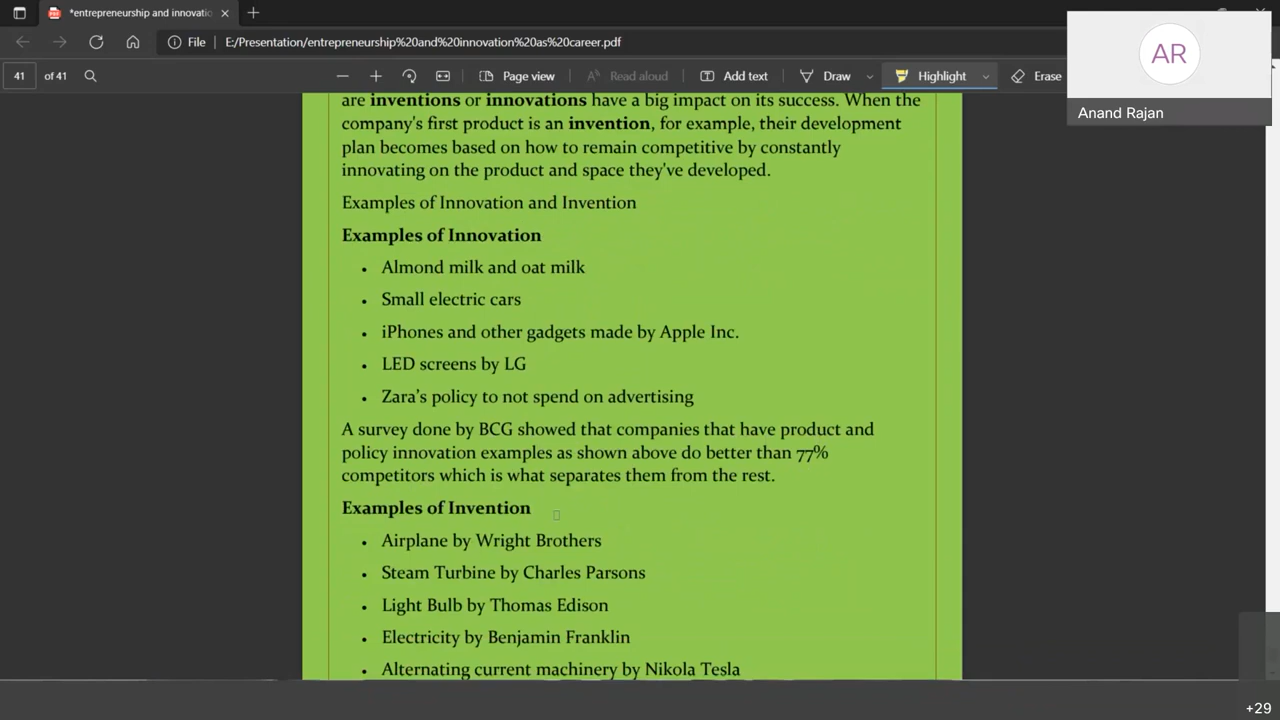 *entrepreneurship and innovatio
File E:/Presentation/entrepreneurship%20and%20innovation%20as%20career.pdf
AR
Anand Rajan
41 of 41 Page view Read aloud Add text Draw Highlight Erase
are inventions or innovations have a big impact on its success. When the
company's first product is an invention, for example, their development
plan becomes based on how to remain competitive by constantly
innovating on the product and space they've developed.
Examples of Innovation and Invention
Examples of Innovation
• Almond milk and oat milk
• Small electric cars
• iPhones and other gadgets made by Apple Inc.
• LED screens by LG
• Zara's policy to not spend on advertising
A survey done by BCG showed that companies that have product and
policy innovation examples as shown above do better than 77%
competitors which is what separates them from the rest.
Examples of Invention
• Airplane by Wright Brothers
• Steam Turbine by Charles Parsons
• Light Bulb by Thomas Edison
• Electricity by Benjamin Franklin
• Alternating current machinery by Nikola Tesla
+29